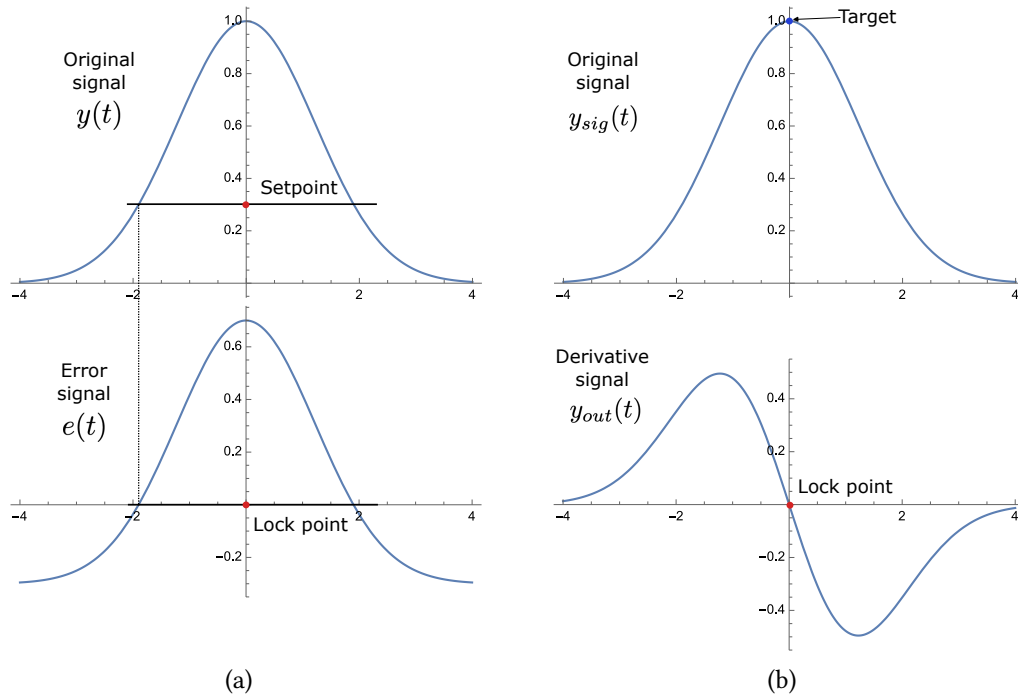 1.0
Original
signal
y(t)
0.8
0.6
0.4
Setpoint
0.2
−4 −2 2 4
Error
signal
e(t)
0.6
0.4
0.2
−4 −2 2 4
Lock point
−0.2
(a)
1.0 Target
Original
signal
y_sig(t)
0.8
0.6
0.4
0.2
−4 −2 2 4
Derivative
signal
y_out(t)
0.4
0.2
Lock point
−4 −2 0 2 4
−0.2
−0.4
(b)